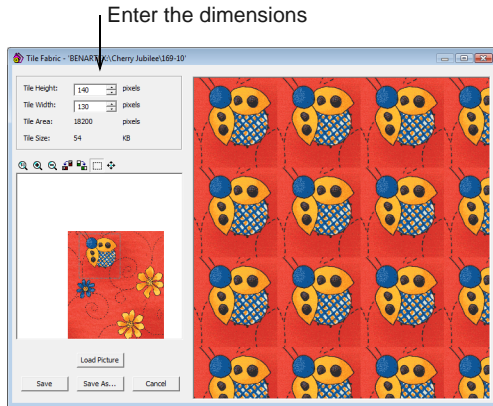 Enter the dimensions
Tile Fabric - 'BENARTEX:\Cherry Jubilee\169-10'
Tile Height: 140 pixels
Tile Width: 130 pixels
Tile Area: 18200 pixels
Tile Size: 54 KB
Load Picture
Save Save As... Cancel